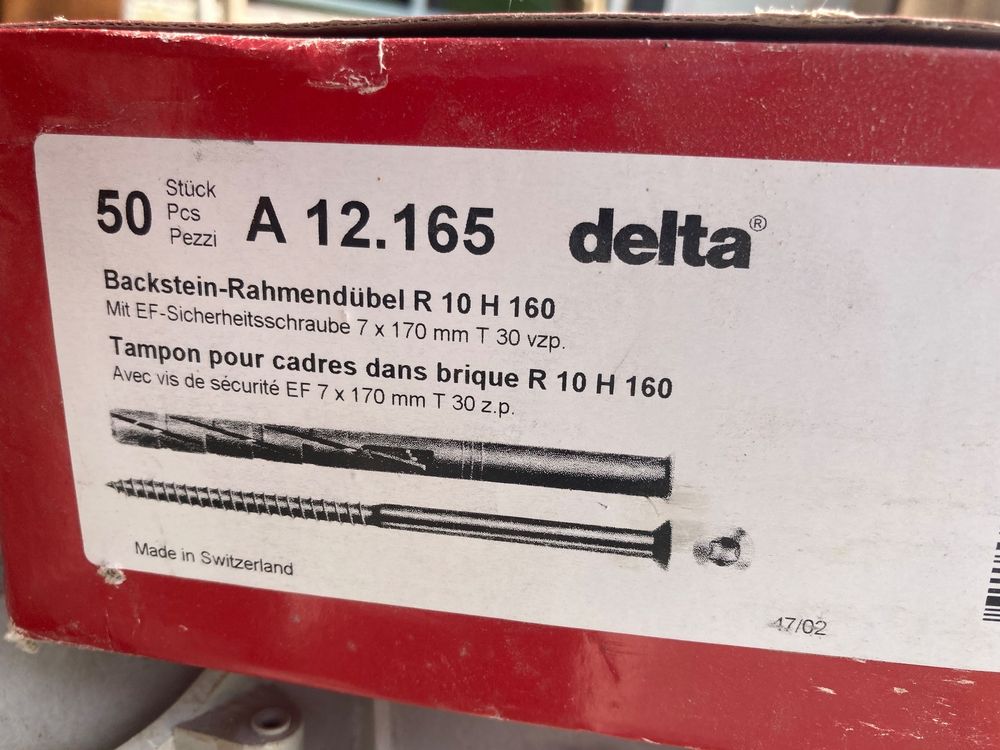 50 Stück Pcs Pezzi A 12.165 delta®
Backstein-Rahmendübel R 10 H 160
Mit EF-Sicherheitsschraube 7 x 170 mm T 30 vzp.
Tampon pour cadres dans brique R 10 H 160
Avec vis de sécurité EF 7 x 170 mm T 30 z.p.
Made in Switzerland
47/02